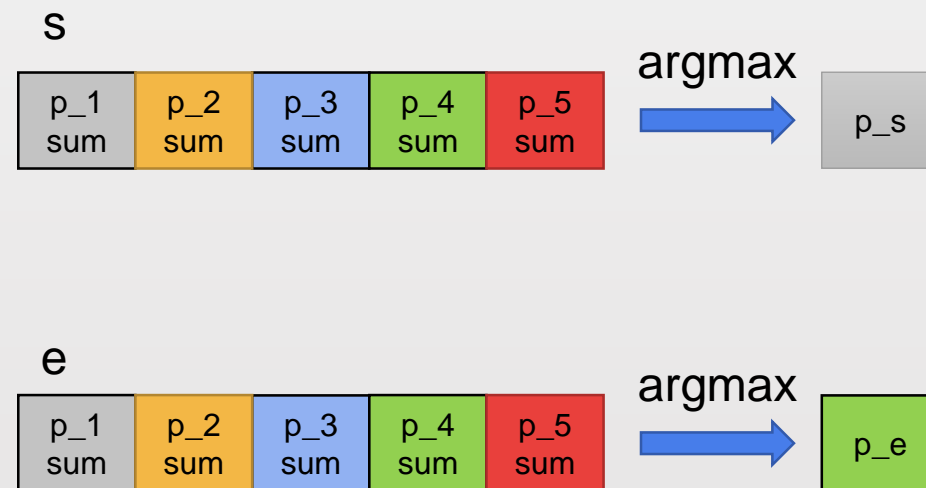 s
argmax
p_1 p_2 p_3 p_4 p_5
sum sum sum sum sum
p_s
e
argmax
p_1 p_2 p_3 p_4 p_5
sum sum sum sum sum
p_e